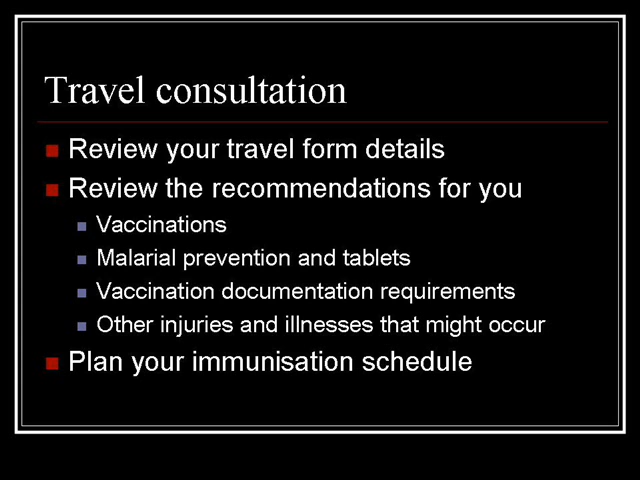 Travel consultation
Review your travel form details
Review the recommendations for you
Vaccinations
Malarial prevention and tablets
Vaccination documentation requirements
Other injuries and illnesses that might occur
Plan your immunisation schedule